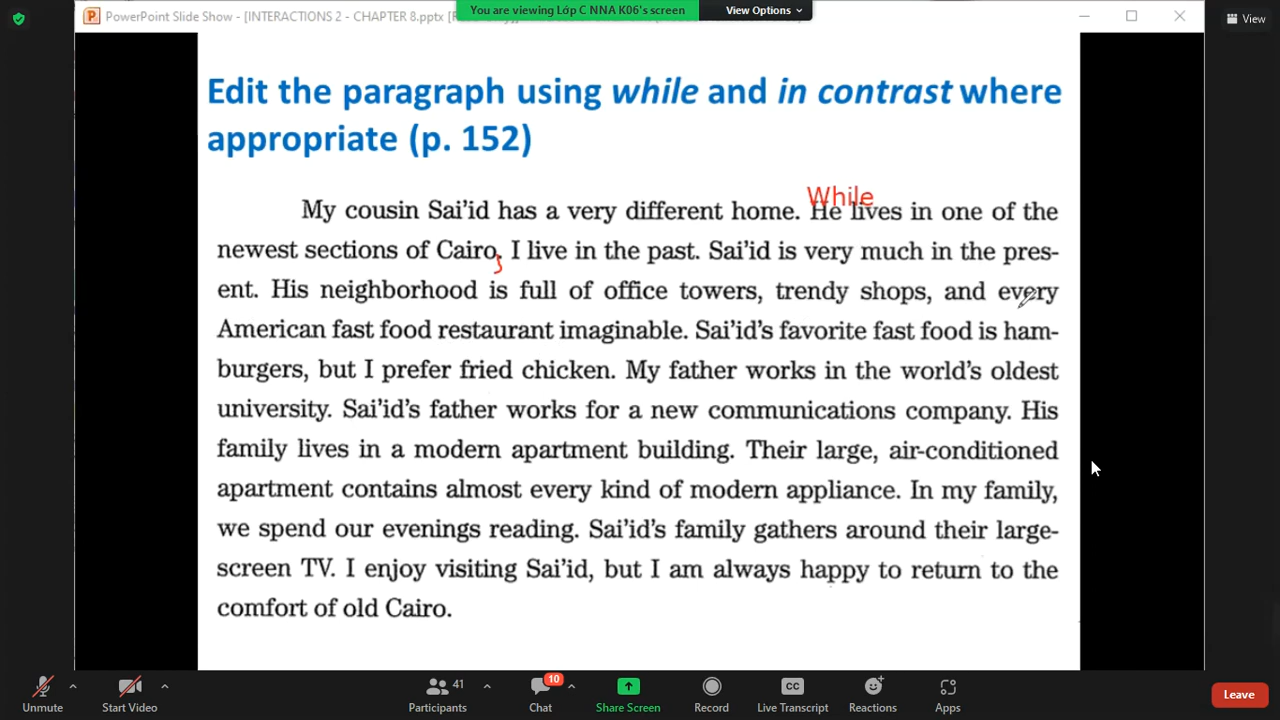 PowerPoint Slide Show - [INTERACTIONS 2 - CHAPTER 8.pptx [
You are viewing Lớp C NNA K06's screen
View Options
View
Edit the paragraph using while and in contrast where
appropriate (p. 152)
While
My cousin Sai'id has a very different home. He lives in one of the
newest sections of Cairo. I live in the past. Sai'id is very much in the pres-
ent. His neighborhood is full of office towers, trendy shops, and every
American fast food restaurant imaginable. Sai'id's favorite fast food is ham-
burgers, but I prefer fried chicken. My father works in the world's oldest
university. Sai'id's father works for a new communications company. His
family lives in a modern apartment building. Their large, air-conditioned
apartment contains almost every kind of modern appliance. In my family,
we spend our evenings reading. Sai'id's family gathers around their large-
screen TV. I enjoy visiting Sai'id, but I am always happy to return to the
comfort of old Cairo.
Unmute
Start Video
Participants
41
Chat
10
Share Screen
Record
CC
Live Transcript
Reactions
Apps
Leave